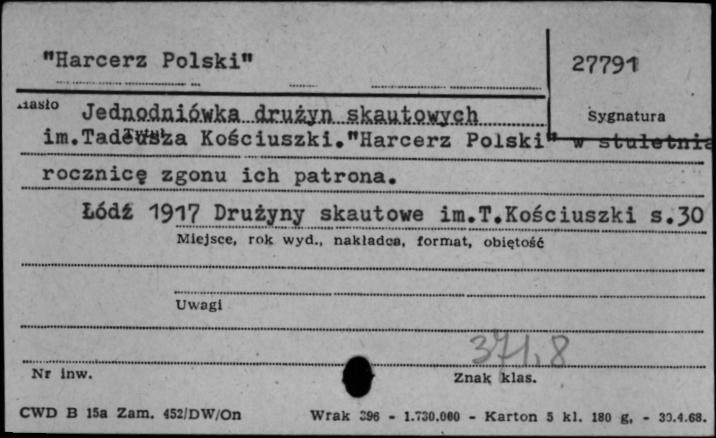 "Harcerz Polski"
27791
Hasło
Jednodniówka drużyn skautowych
Sygnatura
im.Tadeusza Kościuszki."Harcerz Polski" w stuletnią
rocznicę zgonu ich patrona.
Łódź 1917 Drużyny skautowe im.T.Kościuszki s.30
Miejsce, rok wyd., nakładca, format, objętość
Uwagi
371,8
Nr inw.
Znak klas.
CWD B 15a Zam. 452/DW/On Wrak 396 - 1.730.000 - Karton 5 kl. 180 g. - 30.4.68.